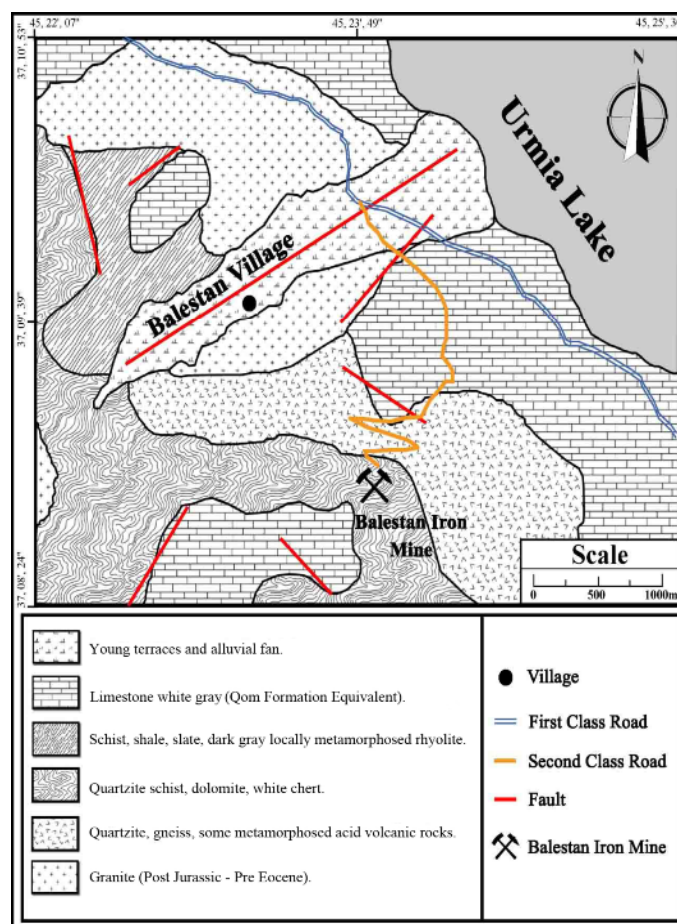 45, 22', 07"
45, 23', 49"
45, 25', 30
37, 10', 53"
37, 09', 39"
37, 08', 24"
N
Urmia Lake
Balestan Village
Balestan Iron
Mine
Scale
0 500 1000m
Young terraces and alluvial fan.
Limestone white gray (Qom Formation Equivalent).
Schist, shale, slate, dark gray locally metamorphosed rhyolite.
Quartzite schist, dolomite, white chert.
Quartzite, gneiss, some metamorphosed acid volcanic rocks.
Granite (Post Jurassic - Pre Eocene).
Village
First Class Road
Second Class Road
Fault
Balestan Iron Mine